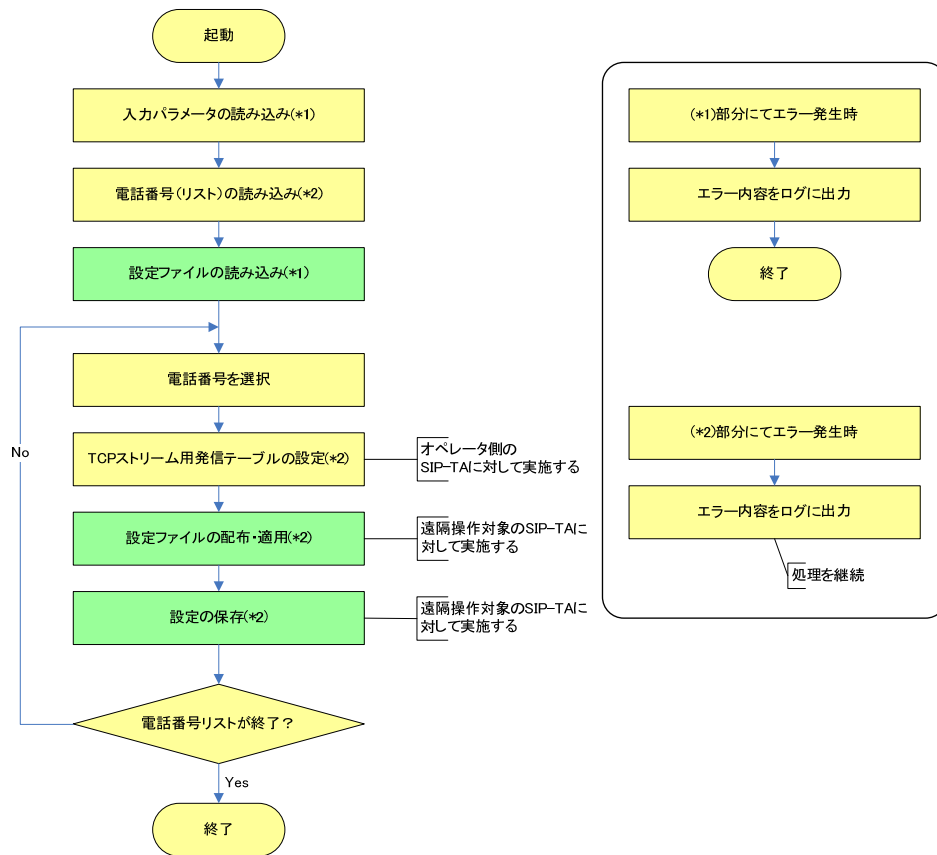 起動
入力パラメータの読み込み(*1)
電話番号(リスト)の読み込み(*2)
設定ファイルの読み込み(*1)
電話番号を選択
No
TCPストリーム用発信テーブルの設定(*2)
オペレータ側の
SIP-TAに対して実施する
設定ファイルの配布・適用(*2)
遠隔操作対象のSIP-TAに
対して実施する
設定の保存(*2)
遠隔操作対象のSIP-TAに
対して実施する
電話番号リストが終了?
Yes
終了
(*1)部分にてエラー発生時
エラー内容をログに出力
終了
(*2)部分にてエラー発生時
エラー内容をログに出力
処理を継続